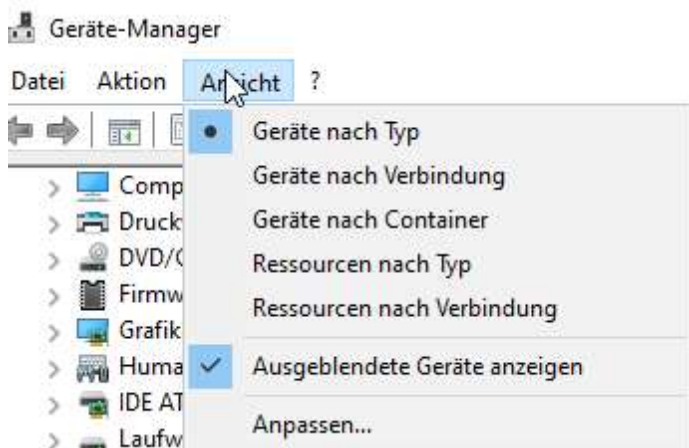 Geräte-Manager
Datei Aktion Ansicht ?
Geräte nach Typ
Geräte nach Verbindung
Geräte nach Container
Ressourcen nach Typ
Ressourcen nach Verbindung
Ausgeblendete Geräte anzeigen
Anpassen...
Comp
Druck
DVD/
Firmw
Grafik
Huma
IDE AT
Laufw